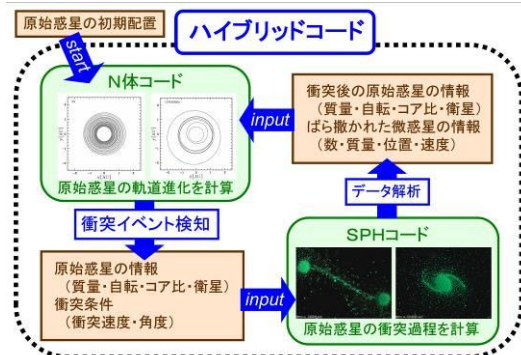 ハイブリッドコード
原始惑星の初期配置
start
N体コード
原始惑星の軌道進化を計算
衝突イベント検知
原始惑星の情報
（質量・自転・コア比・衛星）
衝突条件
（衝突速度・角度）
input
SPHコード
原始惑星の衝突過程を計算
データ解析
衝突後の原始惑星の情報
（質量・自転・コア比・衛星）
ばら撒かれた微惑星の情報
（数・質量・位置・速度）
input